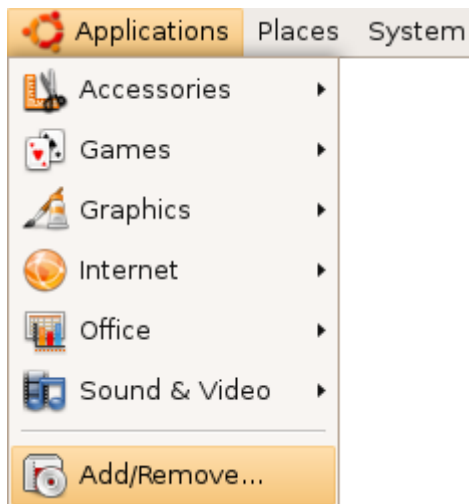 Applications Places System
Accessories
Games
Graphics
Internet
Office
Sound & Video
Add/Remove...